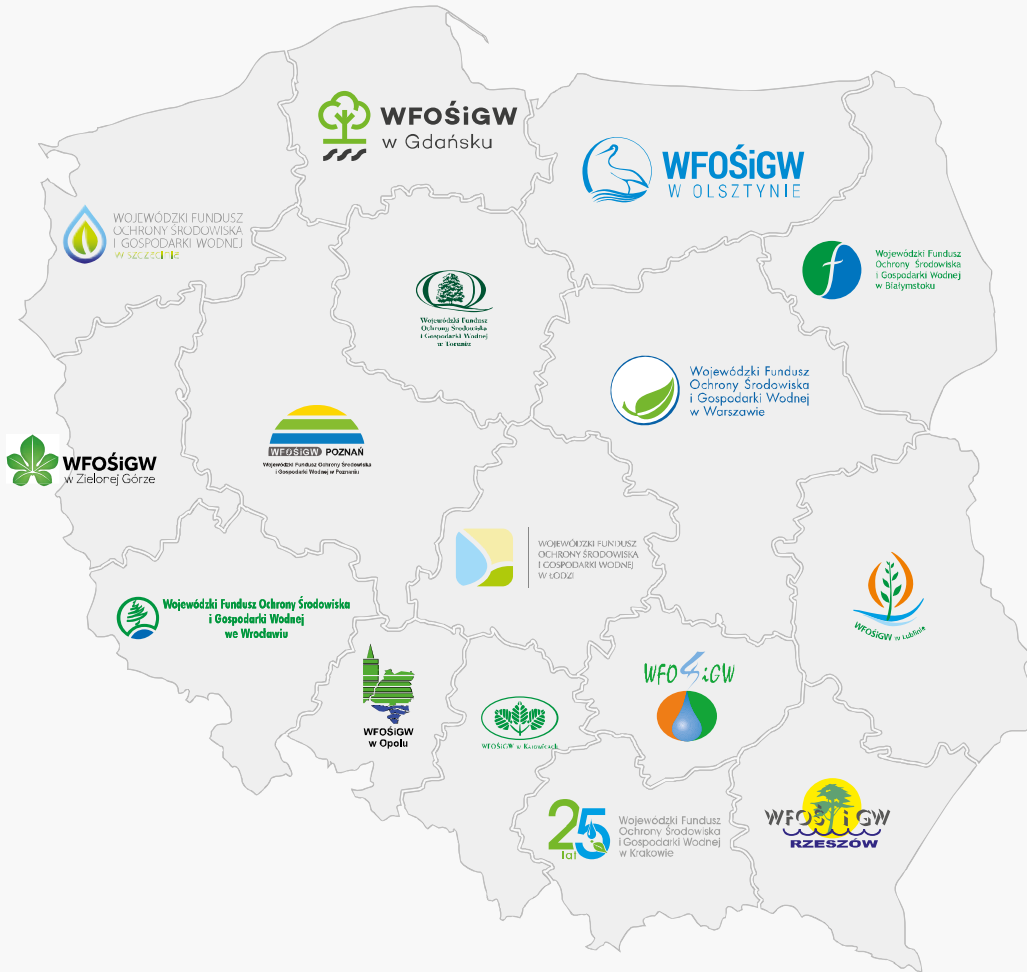 WFOŚiGW
w Gdańsku
WFOŚiGW
W OLSZTYNIE
WOJEWÓDZKI FUNDUSZ
OCHRONY ŚRODOWISKA
I GOSPODARKI WODNEJ
w szczecinie
Wojewódzki Fundusz
Ochrony Środowiska
i Gospodarki Wodnej
w Białymstoku
Wojewódzki Fundusz
Ochrony Środowiska
i Gospodarki Wodnej
w Toruniu
Wojewódzki Fundusz
Ochrony Środowiska
i Gospodarki Wodnej
w Warszawie
WFOŚiGW POZNAŃ
Wojewódzki Fundusz Ochrony Środowiska
i Gospodarki Wodnej w Poznaniu
WFOŚiGW
w Zielonej Górze
WOJEWÓDZKI FUNDUSZ
OCHRONY ŚRODOWISKA
I GOSPODARKI WODNEJ
W ŁODZI
WFOŚiGW w Lublinie
Wojewódzki Fundusz Ochrony Środowiska
i Gospodarki Wodnej
we Wrocławiu
WFOŚiGW
w Opolu
WFOŚiGW w Katowicach
WFOŚiGW
25
lat
Wojewódzki Fundusz
Ochrony Środowiska
i Gospodarki Wodnej
w Krakowie
WFOŚiGW
RZESZÓW